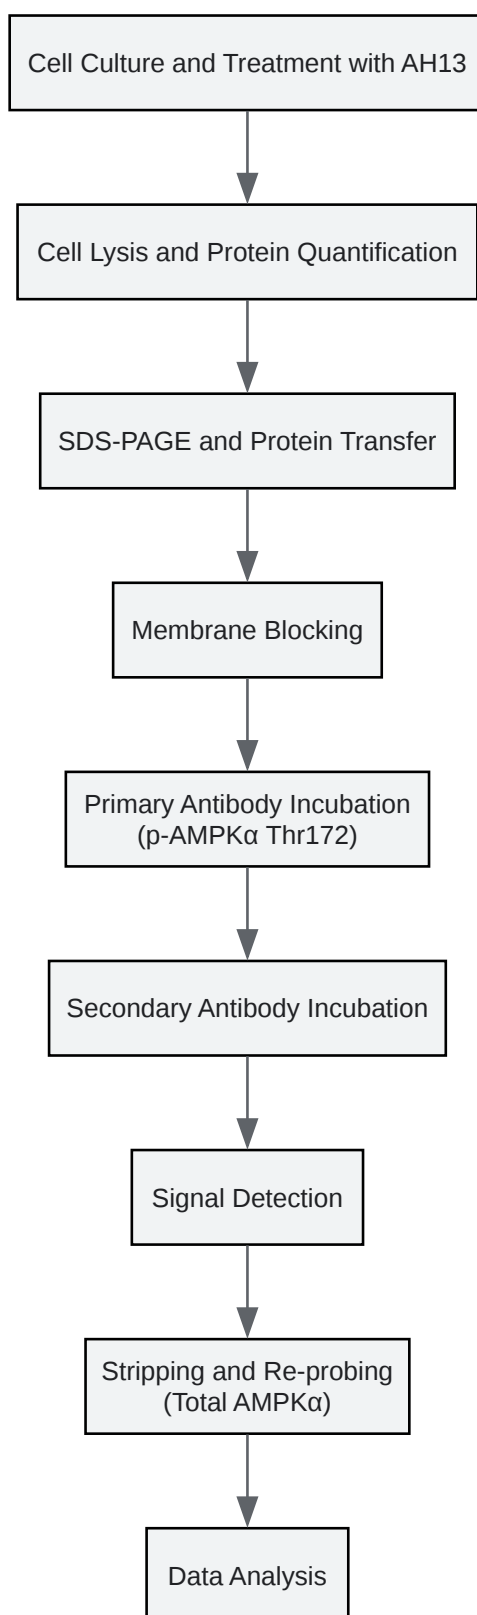 Cell Culture and Treatment with AH13
Cell Lysis and Protein Quantification
SDS-PAGE and Protein Transfer
Membrane Blocking
Primary Antibody Incubation
(p-AMPKα Thr172)
Secondary Antibody Incubation
Signal Detection
Stripping and Re-probing
(Total AMPKα)
Data Analysis